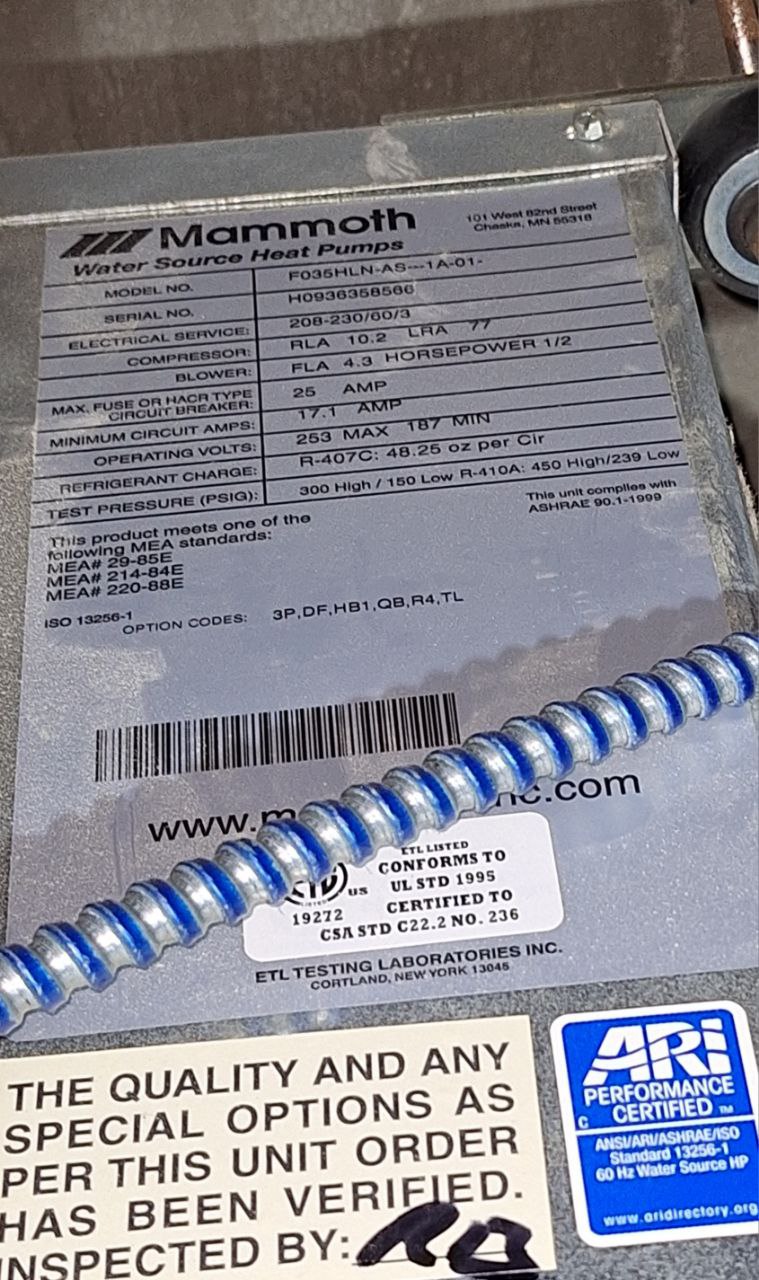 Mammoth
101 West 82nd Street
Chaska, MN 55318
Water Source Heat Pumps
MODEL NO. F035HLN-AS---1A-01-
SERIAL NO. H0936358566
ELECTRICAL SERVICE: 208-230/60/3
COMPRESSOR: RLA 10.2 LRA 77
BLOWER: FLA 4.3 HORSEPOWER 1/2
MAX. FUSE OR HACR TYPE
CIRCUIT BREAKER: 25 AMP
MINIMUM CIRCUIT AMPS: 17.1 AMP
OPERATING VOLTS: 253 MAX 187 MIN
REFRIGERANT CHARGE: R-407C: 48.25 oz per Cir
TEST PRESSURE (PSIG): 300 High / 150 Low R-410A: 450 High/239 Low
This product meets one of the
following MEA standards:
MEA# 29-85E
MEA# 214-84E
MEA# 220-88E
This unit complies with
ASHRAE 90.1-1999
ISO 13256-1
OPTION CODES: 3P,DF,HB1,QB,R4,TL
www.m
nc.com
ETL LISTED
CONFORMS TO
UL STD 1995
CERTIFIED TO
CSA STD C22.2 NO. 236
LISTED
us
19272
ETL TESTING LABORATORIES INC.
CORTLAND, NEW YORK 13045
THE QUALITY AND ANY
SPECIAL OPTIONS AS
PER THIS UNIT ORDER
HAS BEEN VERIFIED.
INSPECTED BY:
ARI
PERFORMANCE
C CERTIFIED TM
ANSI/ARI/ASHRAE/ISO
Standard 13256-1
60 Hz Water Source HP
www.aridirectory.org